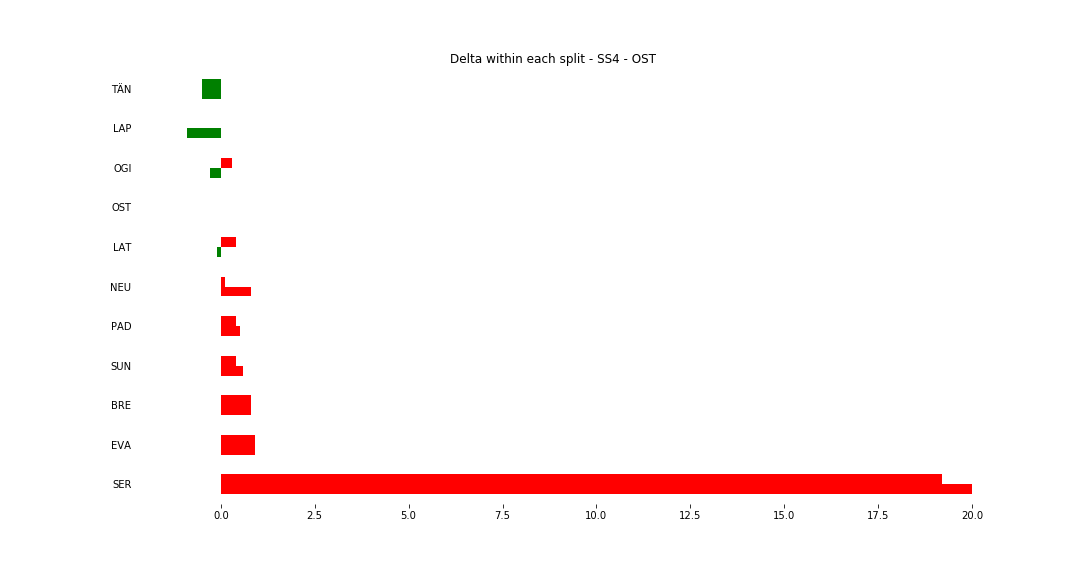 Delta within each split - SS4 - OST
TÄN
LAP
OGI
OST
LAT
NEU
PAD
SUN
BRE
EVA
SER
0.0 2.5 5.0 7.5 10.0 12.5 15.0 17.5 20.0